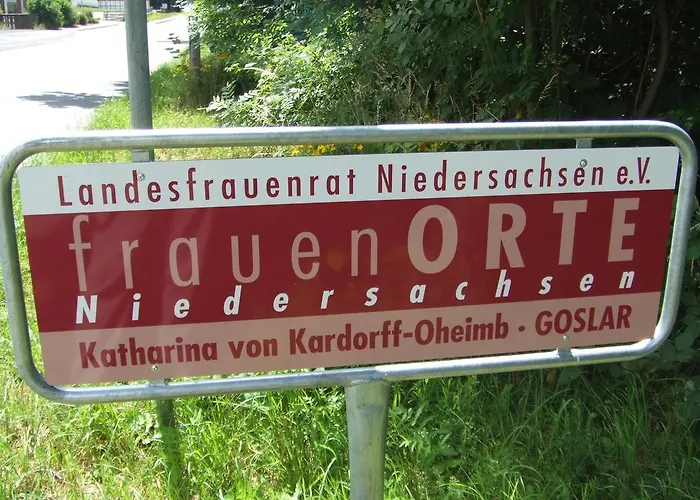 Landesfrauenrat Niedersachsen e.V.
frauenORTE
Niedersachsen
Katharina von Kardorff-Oheimb · GOSLAR